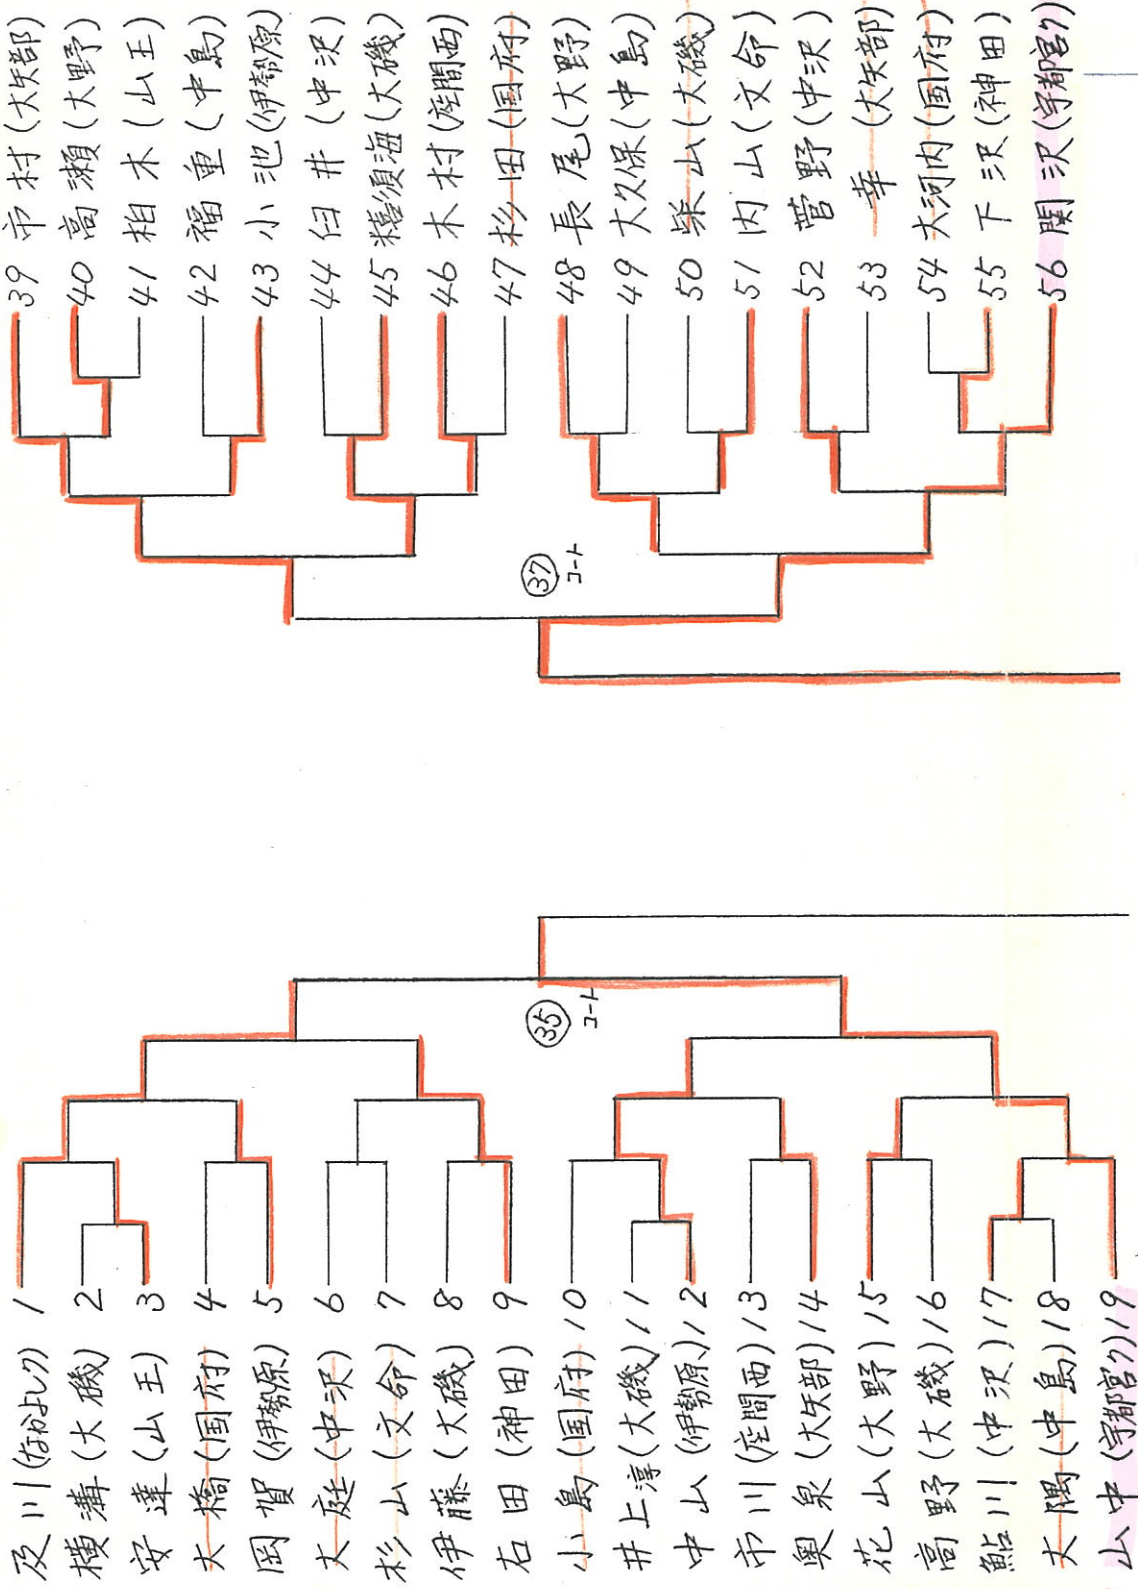 及川 (なかよしク) 1
横溝 (大磯) 2
安達 (山王) 3
大橋 (国府) 4
岡賀 (伊勢原) 5
大庭 (中沢) 6
杉山 (文命) 7
伊藤 (大磯) 8
右田 (神田) 9
小島 (国府) 10
井上淳 (大磯) 11
中山 (伊勢原) 12
市川 (座間西) 13
奥泉 (大矢部) 14
花山 (大野) 15
高野 (大磯) 16
鮎川 (中沢) 17
大隅 (中島) 18
山中 (宇都宮ク) 19
35
コート
37
コート
39 市村 (大矢部)
40 高瀬 (大野)
41 柏木 (山王)
42 福重 (中島)
43 小池 (伊勢原)
44 臼井 (中沢)
45 糕須海 (大磯)
46 木村 (座間西)
47 杉田 (国府)
48 長尾 (大野)
49 大久保 (中島)
50 柴山 (大磯)
51 内山 (文命)
52 菅野 (中沢)
53 幸 (大矢部)
54 大河内 (国府)
55 下沢 (神田)
56 関沢 (宇都宮ク)